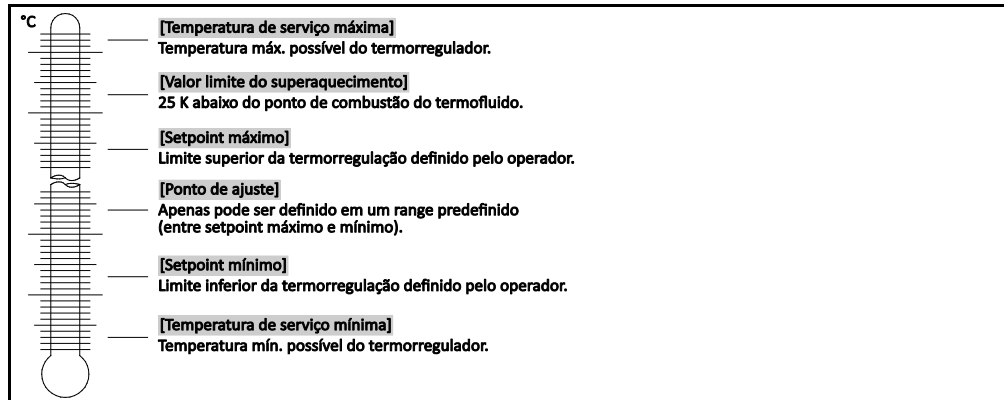 °C
[Temperatura de serviço máxima]
Temperatura máx. possível do termorregulador.
[Valor limite do superaquecimento]
25 K abaixo do ponto de combustão do termofluido.
[Setpoint máximo]
Limite superior da termorregulação definido pelo operador.
[Ponto de ajuste]
Apenas pode ser definido em um range predefinido
(entre setpoint máximo e mínimo).
[Setpoint mínimo]
Limite inferior da termorregulação definido pelo operador.
[Temperatura de serviço mínima]
Temperatura mín. possível do termorregulador.